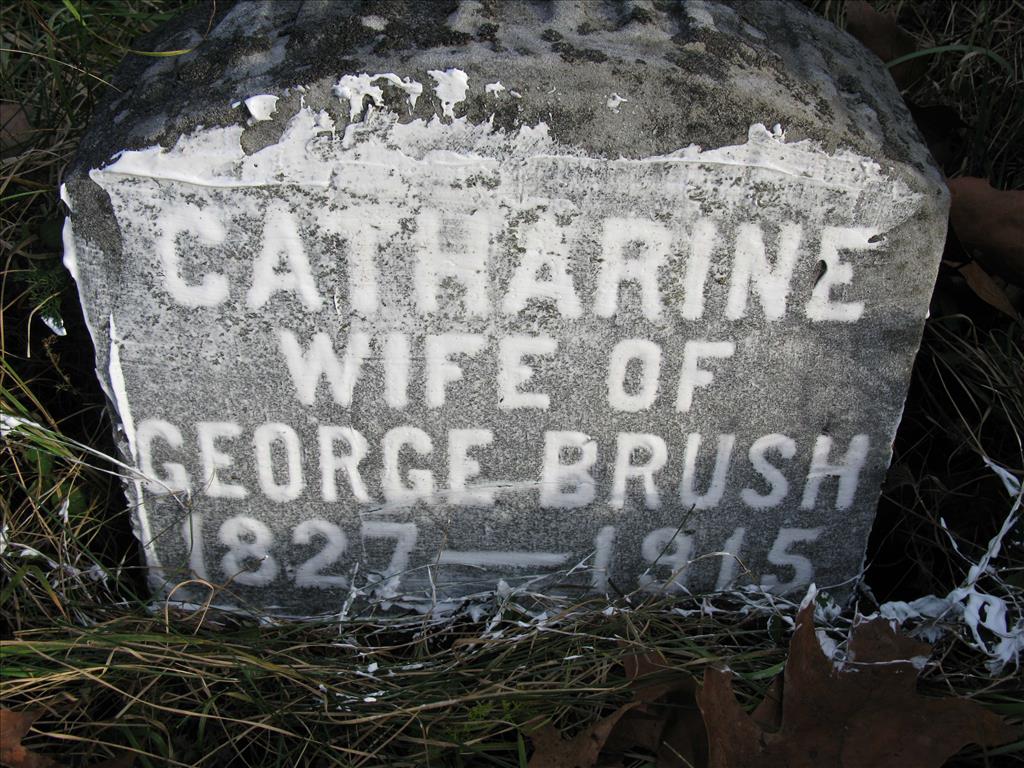 CATHARINE
WIFE OF
GEORGE BRUSH
1827—1915